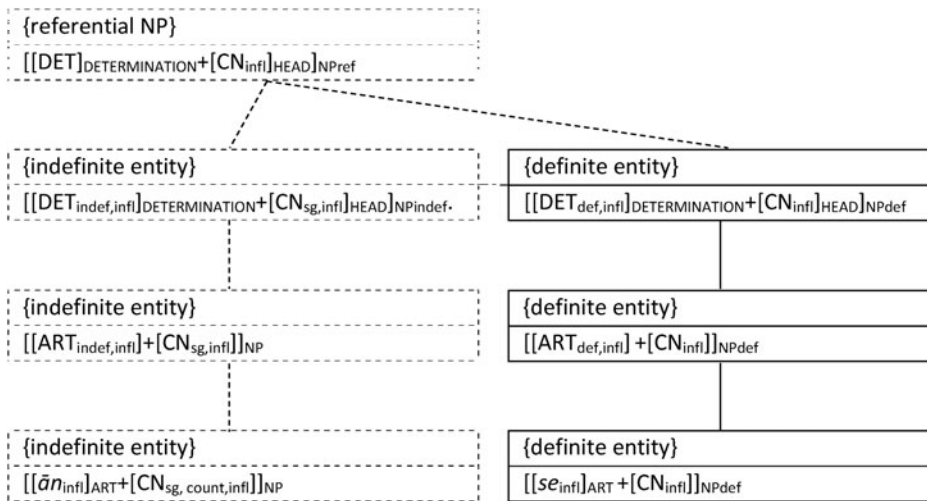 {referential NP}
[[DET]DETERMINATION+[CNinfl]HEAD]NPref
{indefinite entity}
[[DETindef,infl]DETERMINATION+[CNsg,infl]HEAD]NPindef.
{definite entity}
[[DETdef,infl]DETERMINATION+[CNinfl]HEAD]NPdef
{indefinite entity}
[[ARTindef,infl]+[CNsg,infl]]NP
{definite entity}
[[ARTdef,infl] +[CNinfl]]NPdef
{indefinite entity}
[[āninfl]ART+[CNsg, count,infl]]NP
{definite entity}
[[seinfl]ART +[CNinfl]]NPdef